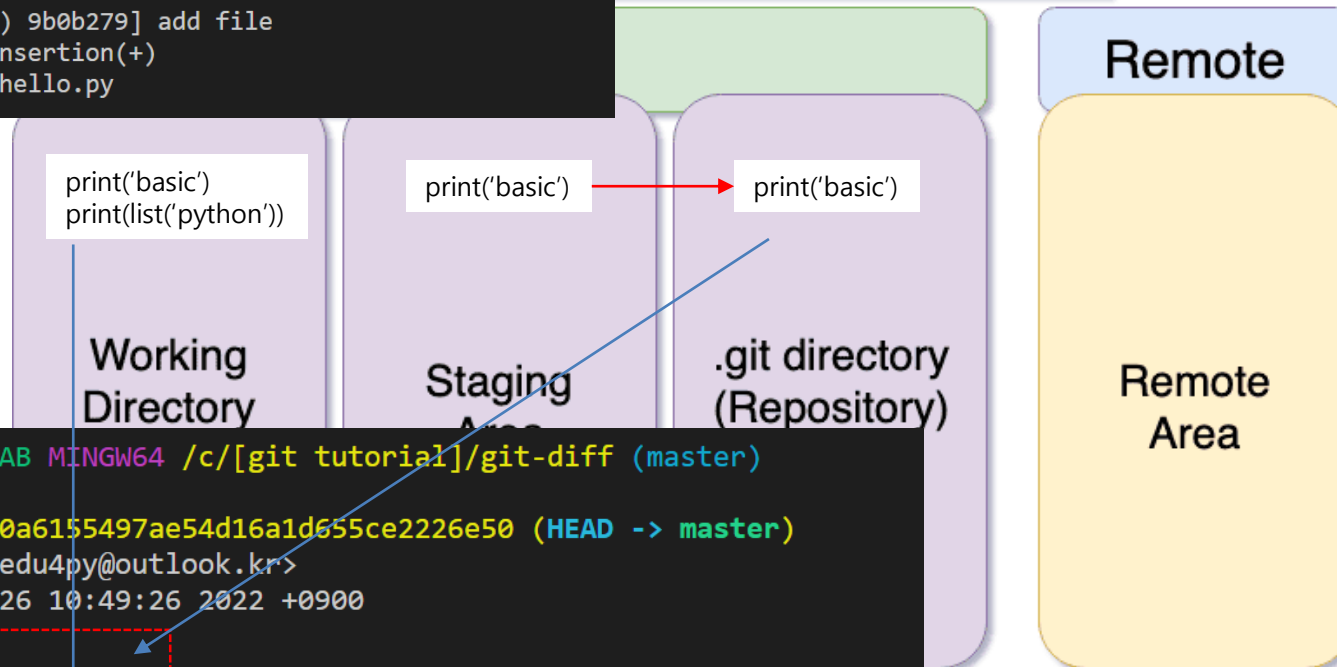 ) 9b0b279] add file
nsertion(+)
hello.py
Remote
print(‘basic’)
print(list(‘python’))
print(‘basic’)
print(‘basic’)
Working
Directory
Staging
Area
.git directory
(Repository)
Remote
Area
AB MINGW64 /c/[git tutorial]/git-diff (master)
0a6155497ae54d16a1d655ce2226e50 (HEAD -> master)
edu4py@outlook.kr>
26 10:49:26 2022 +0900